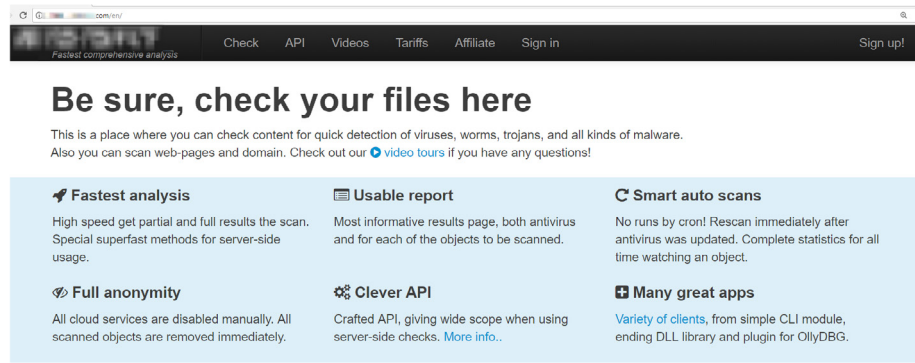 .com/en/
Fastest comprehensive analysis
Check API Videos Tariffs Affiliate Sign in Sign up!
Be sure, check your files here
This is a place where you can check content for quick detection of viruses, worms, trojans, and all kinds of malware.
Also you can scan web-pages and domain. Check out our video tours if you have any questions!
Fastest analysis
High speed get partial and full results the scan.
Special superfast methods for server-side
usage.
Usable report
Most informative results page, both antivirus
and for each of the objects to be scanned.
Smart auto scans
No runs by cron! Rescan immediately after
antivirus was updated. Complete statistics for all
time watching an object.
Full anonymity
All cloud services are disabled manually. All
scanned objects are removed immediately.
Clever API
Crafted API, giving wide scope when using
server-side checks. More info..
Many great apps
Variety of clients, from simple CLI module,
ending DLL library and plugin for OllyDBG.